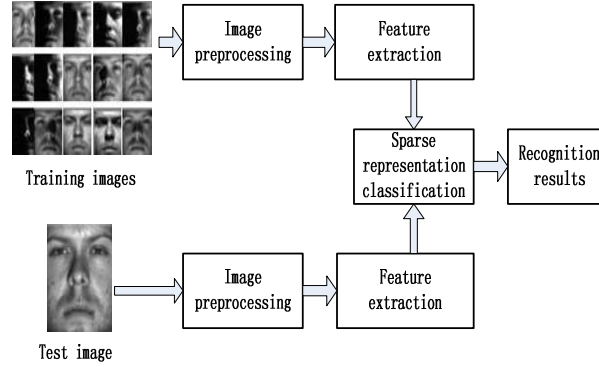 Image
preprocessing
Feature
extraction
Training images
Sparse
representation
classification
Recognition
results
Image
preprocessing
Feature
extraction
Test image